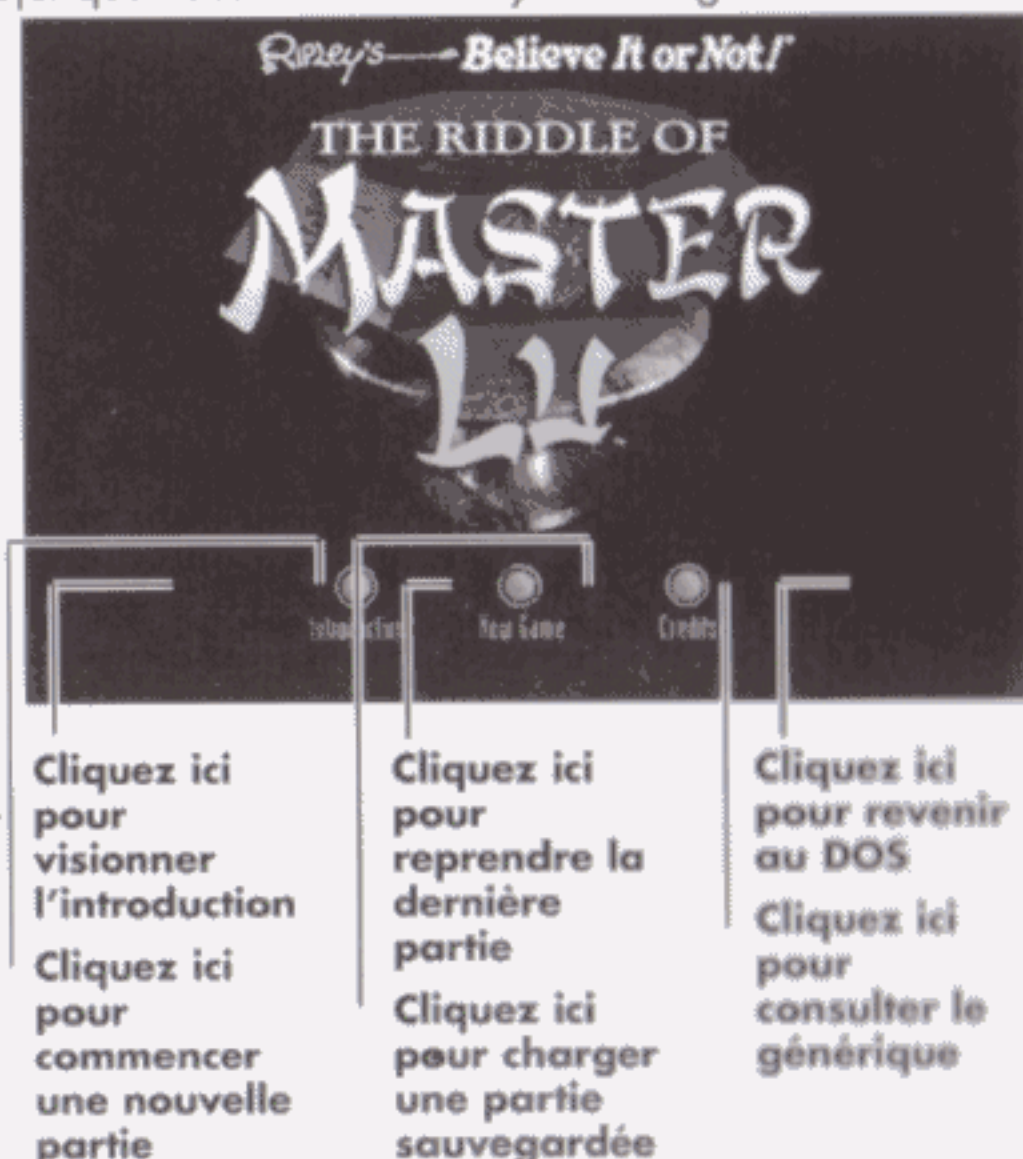 Ripley's Believe It or Not!
THE RIDDLE OF
MASTER
LU
Introduction
New Game
Credits
Cliquez ici
pour
visionner
l'introduction
Cliquez ici
pour
commencer
une nouvelle
partie
Cliquez ici
pour
reprendre la
dernière
partie
Cliquez ici
pour charger
une partie
sauvegardée
Cliquez ici
pour revenir
au DOS
Cliquez ici
pour
consulter le
générique